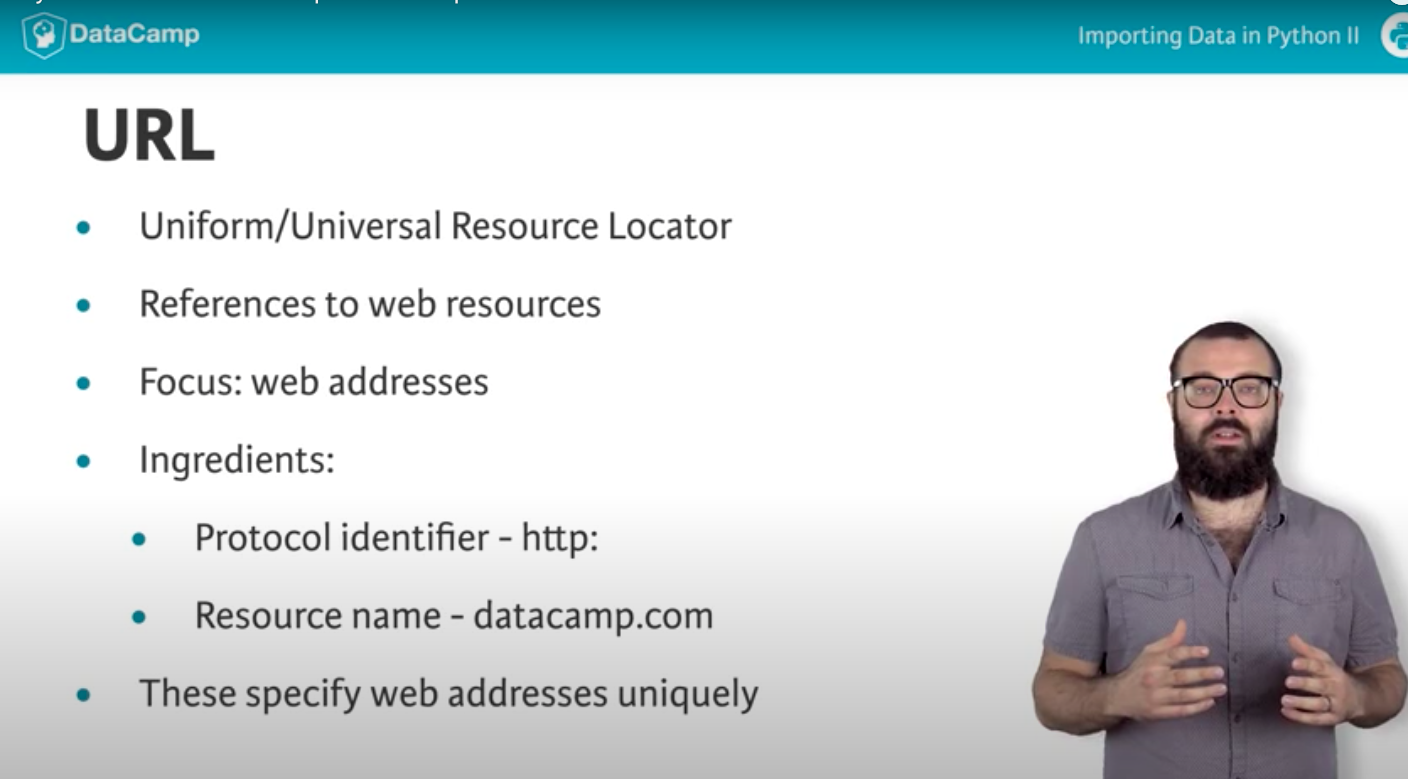 DataCamp
Importing Data in Python II
URL
• Uniform/Universal Resource Locator
• References to web resources
• Focus: web addresses
• Ingredients:
• Protocol identifier - http:
• Resource name - datacamp.com
• These specify web addresses uniquely